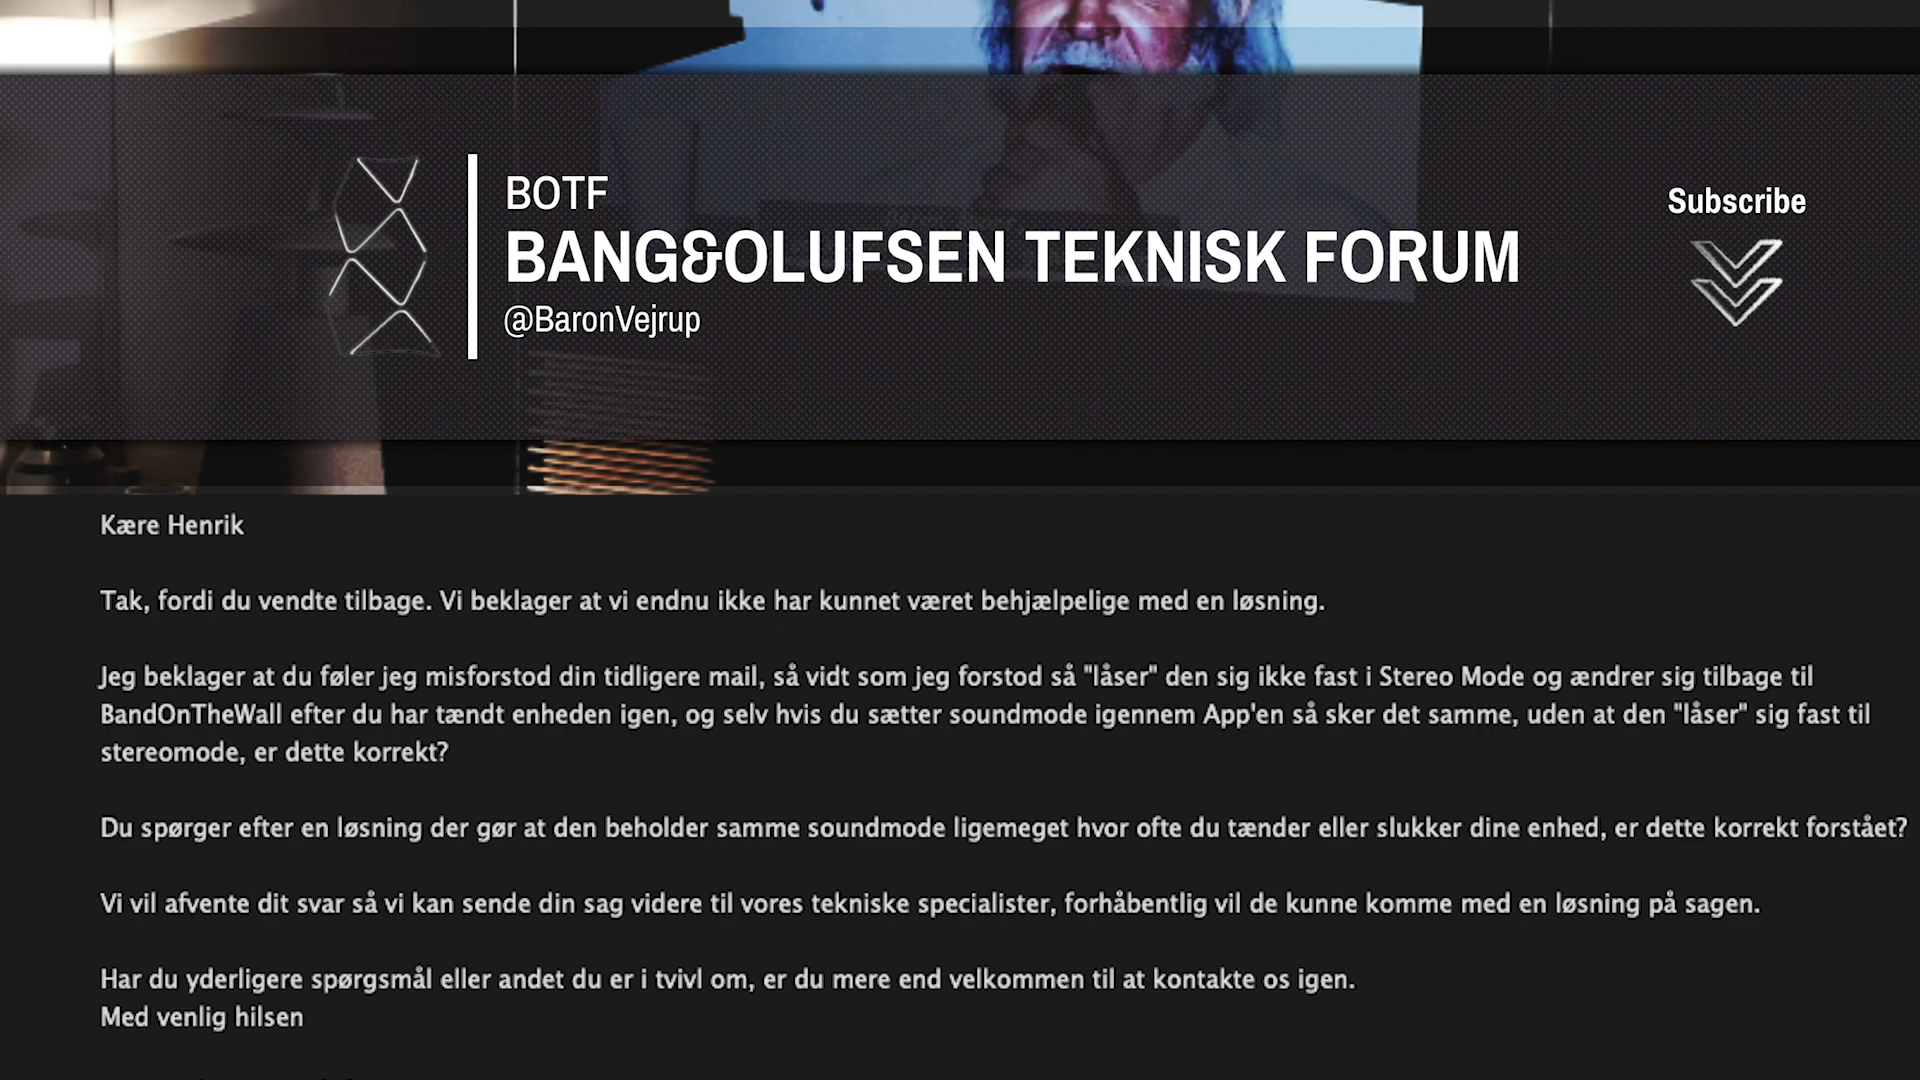 BOTF
BANG&OLUFSEN TEKNISK FORUM
@BaronVejrup
Subscribe
Kære Henrik
Tak, fordi du vendte tilbage. Vi beklager at vi endnu ikke har kunnet været behjælpelige med en løsning.
Jeg beklager at du føler jeg misforstod din tidligere mail, så vidt som jeg forstod så "låser" den sig ikke fast i Stereo Mode og ændrer sig tilbage til
BandOnTheWall efter du har tændt enheden igen, og selv hvis du sætter soundmode igennem App'en så sker det samme, uden at den "låser" sig fast til
stereomode, er dette korrekt?
Du spørger efter en løsning der gør at den beholder samme soundmode ligemeget hvor ofte du tænder eller slukker dine enhed, er dette korrekt forstået?
Vi vil afvente dit svar så vi kan sende din sag videre til vores tekniske specialister, forhåbentlig vil de kunne komme med en løsning på sagen.
Har du yderligere spørgsmål eller andet du er i tvivl om, er du mere end velkommen til at kontakte os igen.
Med venlig hilsen